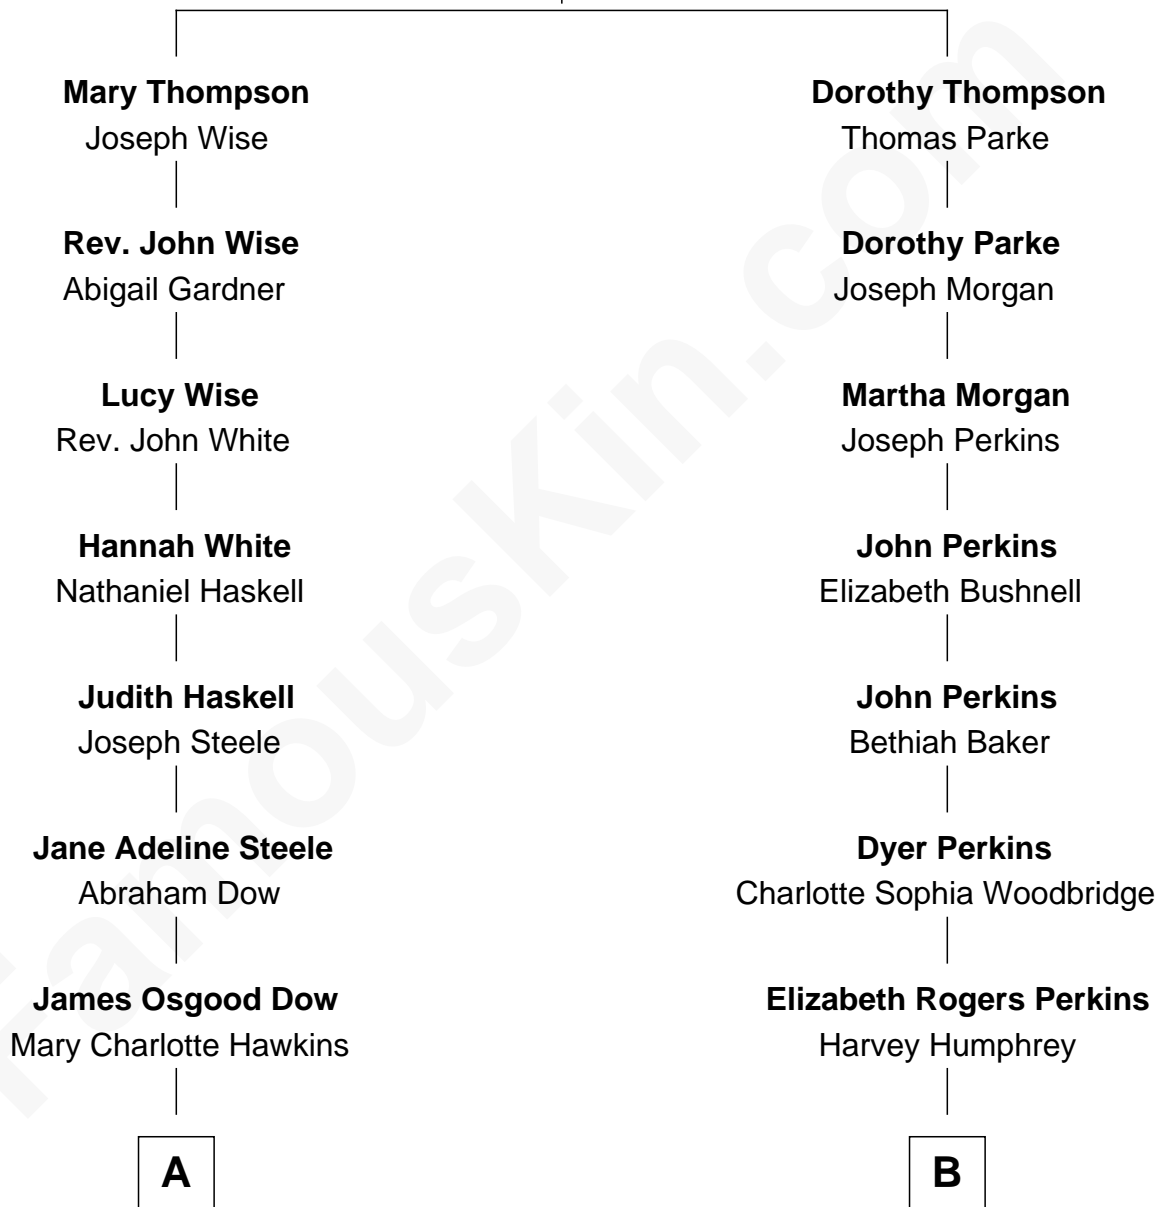 Mary Thompson
Joseph Wise
Dorothy Thompson
Thomas Parke
Rev. John Wise
Abigail Gardner
Dorothy Parke
Joseph Morgan
Lucy Wise
Rev. John White
Martha Morgan
Joseph Perkins
Hannah White
Nathaniel Haskell
John Perkins
Elizabeth Bushnell
Judith Haskell
Joseph Steele
John Perkins
Bethiah Baker
Jane Adeline Steele
Abraham Dow
Dyer Perkins
Charlotte Sophia Woodbridge
James Osgood Dow
Mary Charlotte Hawkins
Elizabeth Rogers Perkins
Harvey Humphrey
A
B
FamousKin.com